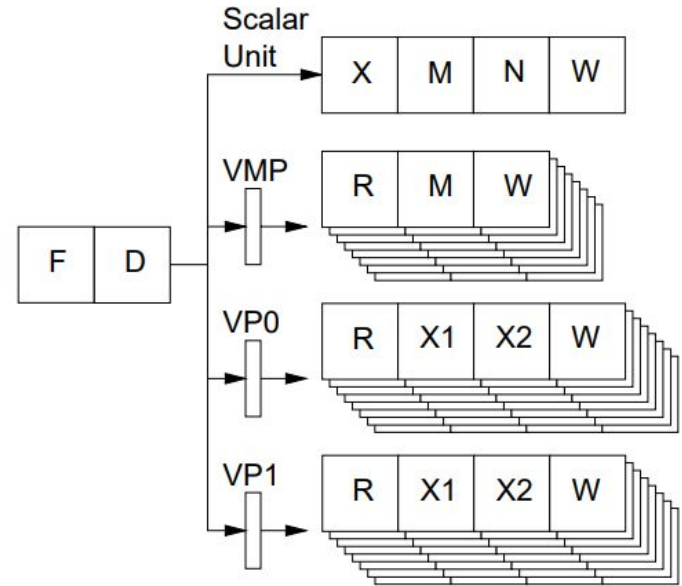 Scalar
Unit
X M N W
VMP
R M W
F D
VP0
R X1 X2 W
VP1
R X1 X2 W